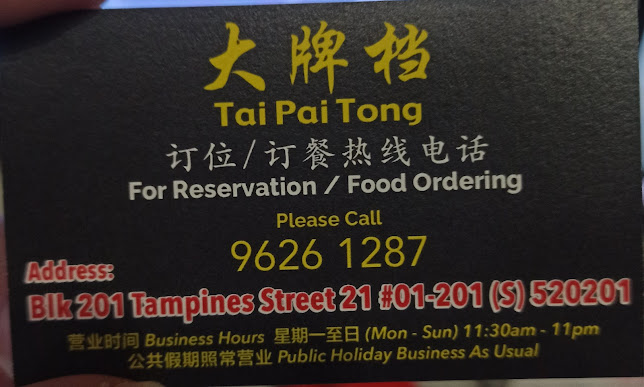 大牌档
Tai Pai Tong
订位/订餐热线电话
For Reservation / Food Ordering
Please Call
9626 1287
Address:
Blk 201 Tampines Street 21 #01-201 (S) 520201
营业时间 Business Hours 星期一至日 (Mon - Sun) 11:30am - 11pm
公共假期照常营业 Public Holiday Business As Usual